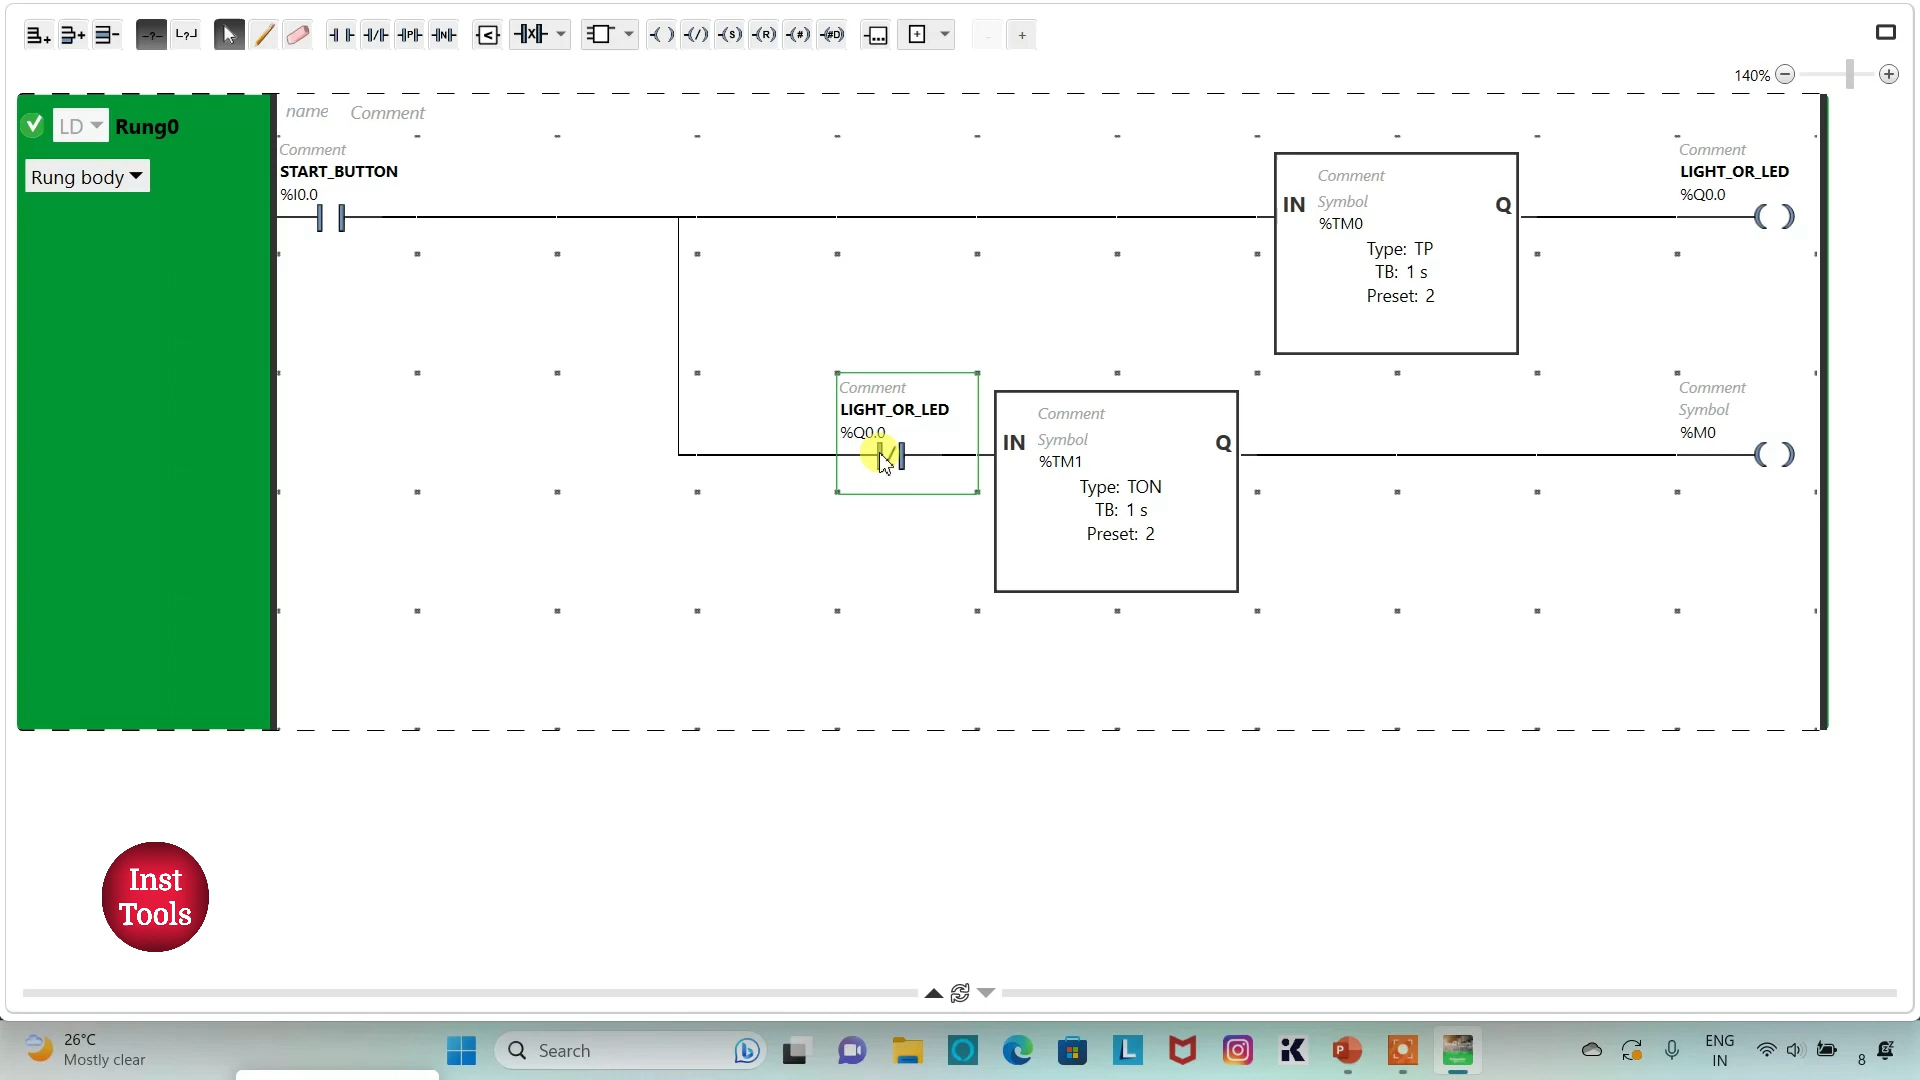 140%
LD Rung0
name Comment
Rung body
Comment
START_BUTTON
%I0.0
Comment
IN Symbol Q
%TM0
Type: TP
TB: 1 s
Preset: 2
Comment
LIGHT_OR_LED
%Q0.0
Comment
LIGHT_OR_LED
%Q0.0
Comment
IN Symbol Q
%TM1
Type: TON
TB: 1 s
Preset: 2
Comment
Symbol
%M0
Inst
Tools
26°C
Mostly clear
Search
ENG
IN
8